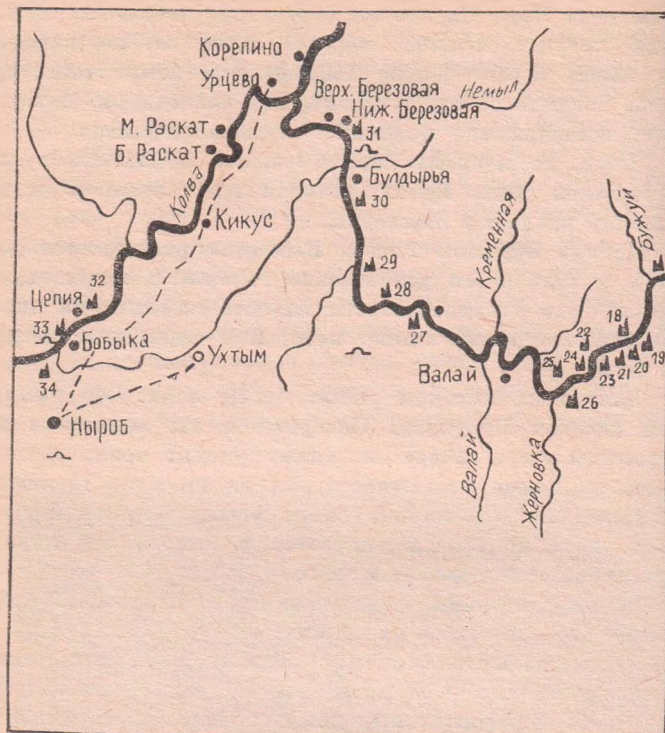 Корепино
Урцево
Верх. Березовая
Ниж. Березовая
31
Немыл
М. Раскат
Б. Раскат
Булдырья
30
Колва
Кикус
Кременная
Бужуй
29
28
27
32
Цепия
33
Бобыка
34
Ухтым
Ныроб
Валай
Валай
18
22
25
24
23
21
20
19
26
Жерновка